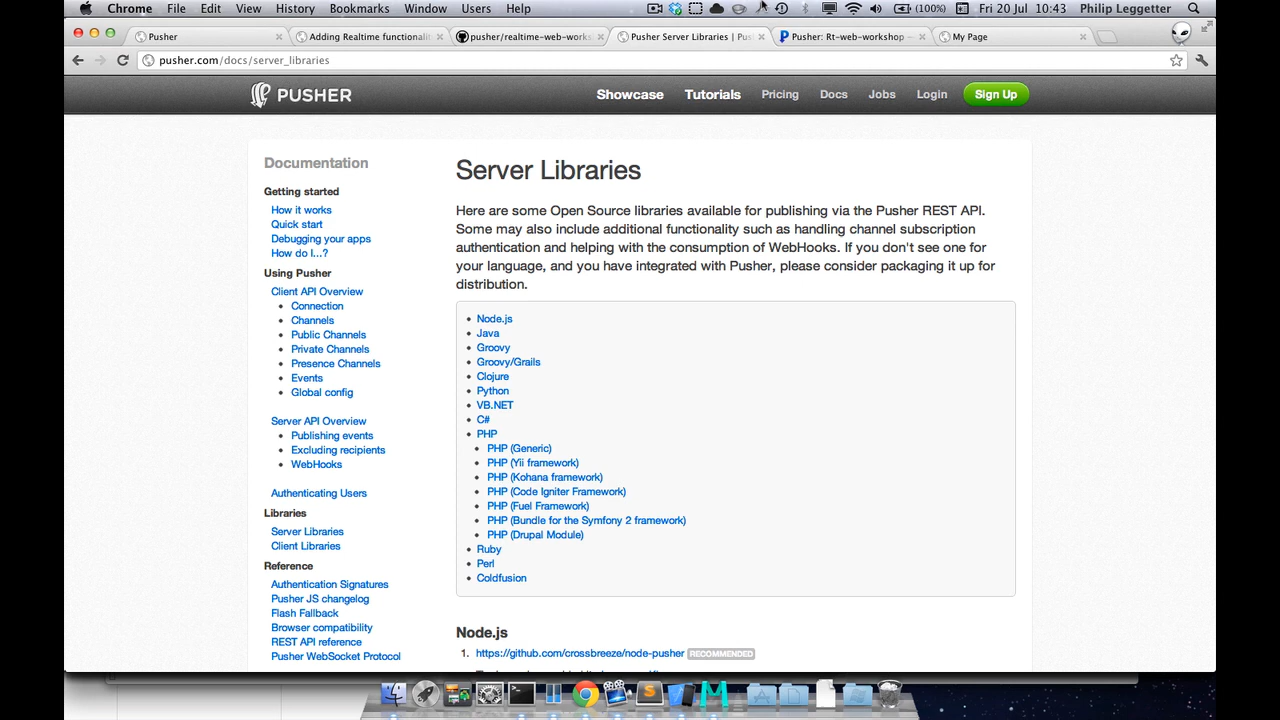 Chrome File Edit View History Bookmarks Window Users Help (100%) Fri 20 Jul 10:43 Philip Leggetter
Pusher
Adding Realtime functionali
pusher/realtime-web-works
Pusher Server Libraries | Pus
Pusher: Rt-web-workshop —
My Page
pusher.com/docs/server_libraries
PUSHER
Showcase Tutorials Pricing Docs Jobs Login Sign Up
Documentation
Getting started
How it works
Quick start
Debugging your apps
How do I...?
Using Pusher
Client API Overview
• Connection
• Channels
• Public Channels
• Private Channels
• Presence Channels
• Events
• Global config
Server API Overview
• Publishing events
• Excluding recipients
• WebHooks
Authenticating Users
Libraries
Server Libraries
Client Libraries
Reference
Authentication Signatures
Pusher JS changelog
Flash Fallback
Browser compatibility
REST API reference
Pusher WebSocket Protocol
Server Libraries
Here are some Open Source libraries available for publishing via the Pusher REST API.
Some may also include additional functionality such as handling channel subscription
authentication and helping with the consumption of WebHooks. If you don't see one for
your language, and you have integrated with Pusher, please consider packaging it up for
distribution.
• Node.js
• Java
• Groovy
• Groovy/Grails
• Clojure
• Python
• VB.NET
• C#
• PHP
• PHP (Generic)
• PHP (Yii framework)
• PHP (Kohana framework)
• PHP (Code Igniter Framework)
• PHP (Fuel Framework)
• PHP (Bundle for the Symfony 2 framework)
• PHP (Drupal Module)
• Ruby
• Perl
• Coldfusion
Node.js
1. https://github.com/crossbreeze/node-pusher RECOMMENDED